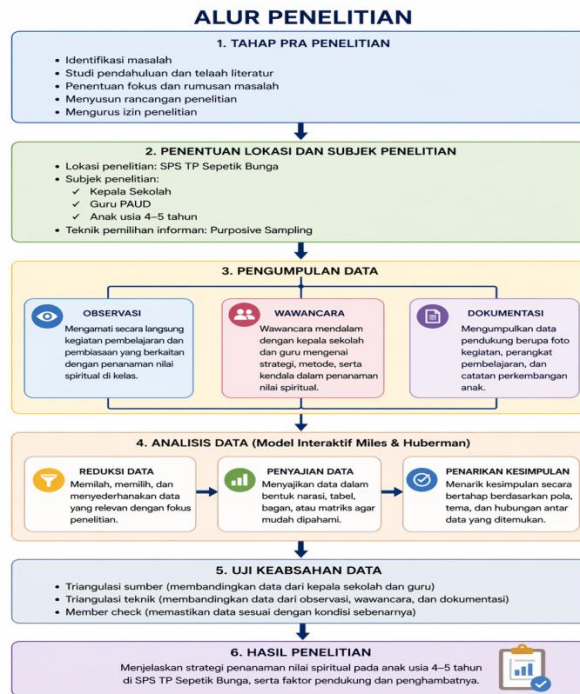 ALUR PENELITIAN
1. TAHAP PRA PENELITIAN
• Identifikasi masalah
• Studi pendahuluan dan telaah literatur
• Penentuan fokus dan rumusan masalah
• Menyusun rancangan penelitian
• Mengurus izin penelitian
2. PENENTUAN LOKASI DAN SUBJEK PENELITIAN
• Lokasi penelitian: SPS TP Sepetik Bunga
• Subjek penelitian:
✓ Kepala Sekolah
✓ Guru PAUD
✓ Anak usia 4–5 tahun
• Teknik pemilihan informan: Purposive Sampling
3. PENGUMPULAN DATA
OBSERVASI
Mengamati secara langsung
kegiatan pembelajaran dan
pembiasaan yang berkaitan
dengan penanaman nilai
spiritual di kelas.
WAWANCARA
Wawancara mendalam
dengan kepala sekolah
dan guru mengenai
strategi, metode, serta
kendala dalam penanaman
nilai spiritual.
DOKUMENTASI
Mengumpulkan data
pendukung berupa foto
kegiatan, perangkat
pembelajaran, dan
catatan perkembangan
anak.
4. ANALISIS DATA (Model Interaktif Miles & Huberman)
REDUKSI DATA
Memilah, memilih, dan
menyederhanakan data
yang relevan dengan fokus
penelitian.
PENYAJIAN DATA
Menyajikan data dalam
bentuk narasi, tabel,
bagan, atau matriks agar
mudah dipahami.
PENARIKAN KESIMPULAN
Menarik kesimpulan secara
bertahap berdasarkan pola,
tema, dan hubungan antar
data yang ditemukan.
5. UJI KEABSAHAN DATA
• Triangulasi sumber (membandingkan data dari kepala sekolah dan guru)
• Triangulasi teknik (membandingkan data dari observasi, wawancara, dan dokumentasi)
• Member check (memastikan data sesuai dengan kondisi sebenarnya)
6. HASIL PENELITIAN
Menjelaskan strategi penanaman nilai spiritual pada anak usia 4–5 tahun
di SPS TP Sepetik Bunga, serta faktor pendukung dan penghambatnya.